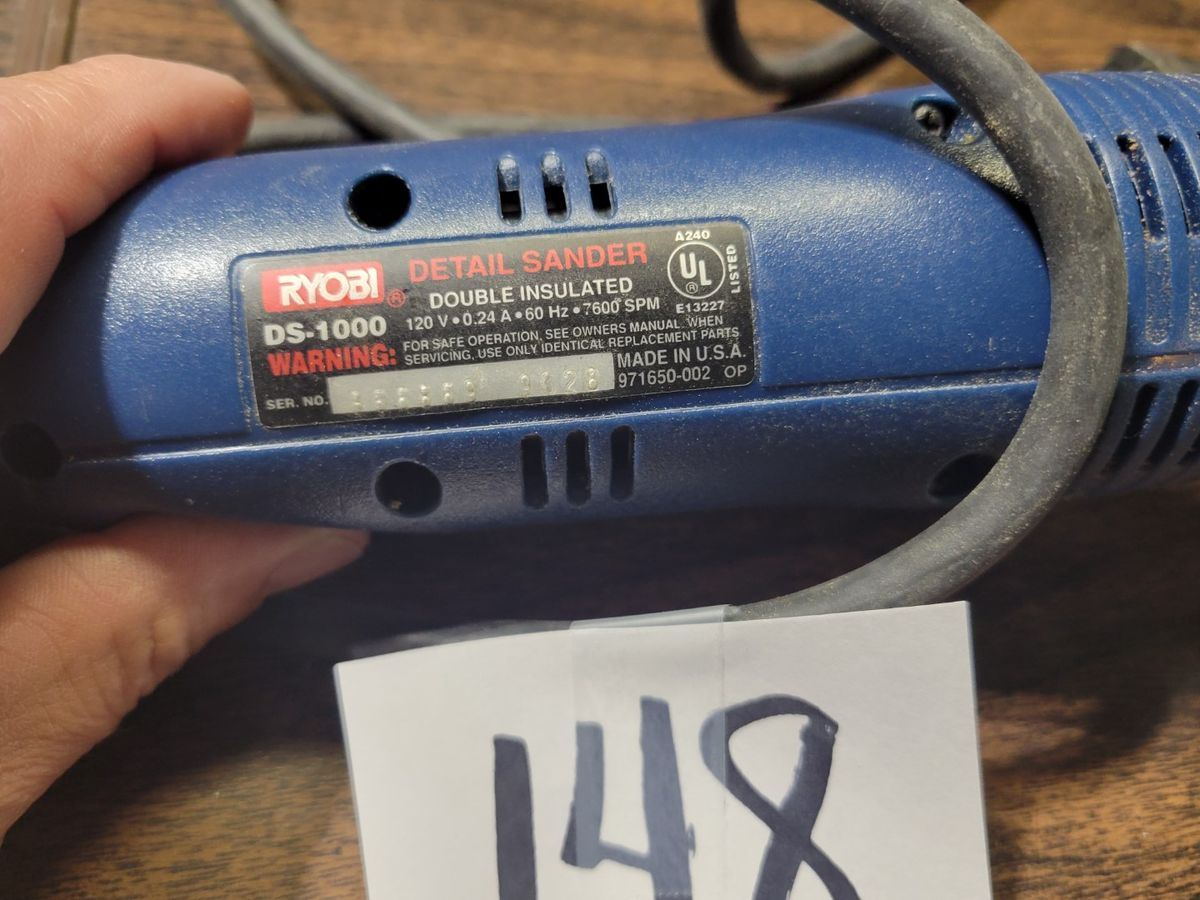 RYOBI ® DETAIL SANDER
DOUBLE INSULATED
DS-1000 120 V • 0.24 A • 60 Hz • 7600 SPM
WARNING: FOR SAFE OPERATION, SEE OWNERS MANUAL. WHEN
SERVICING, USE ONLY IDENTICAL REPLACEMENT PARTS
A240
UL ®
LISTED
E13227
SER. NO.
MADE IN U.S.A.
971650-002 OP
148